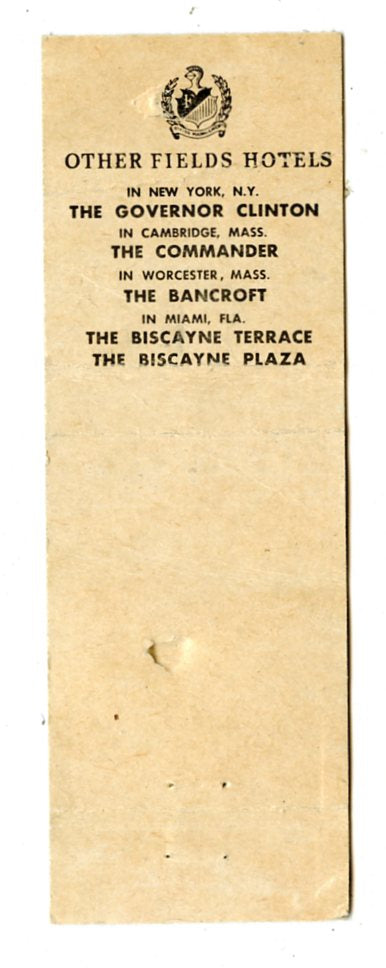 OTHER FIELDS HOTELS
IN NEW YORK, N.Y.
THE GOVERNOR CLINTON
IN CAMBRIDGE, MASS.
THE COMMANDER
IN WORCESTER, MASS.
THE BANCROFT
IN MIAMI, FLA.
THE BISCAYNE TERRACE
THE BISCAYNE PLAZA